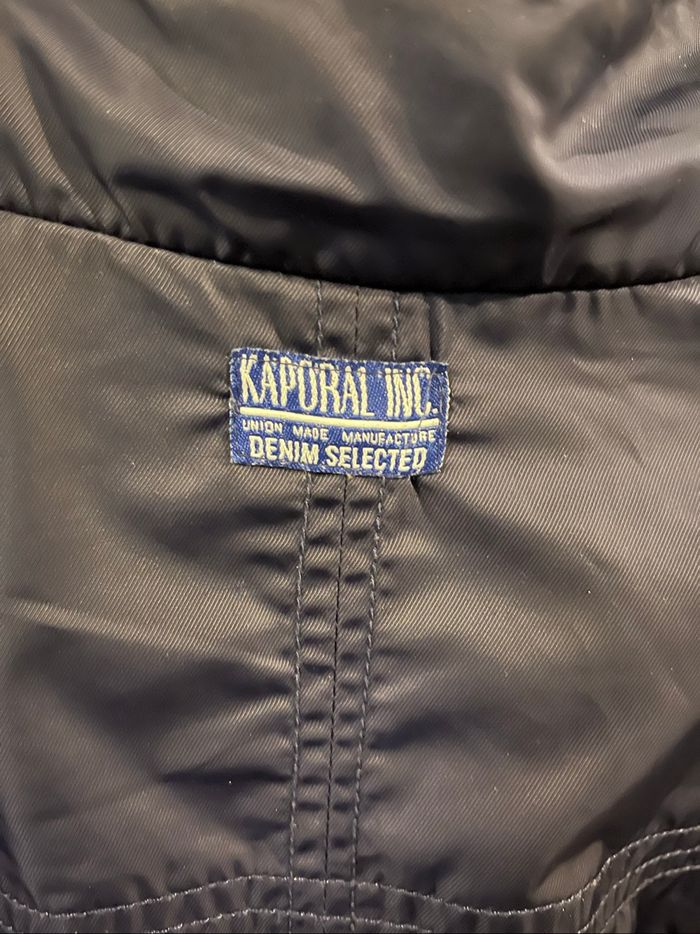 KAPORAL INC.
UNION MADE MANUFACTURE
DENIM SELECTED